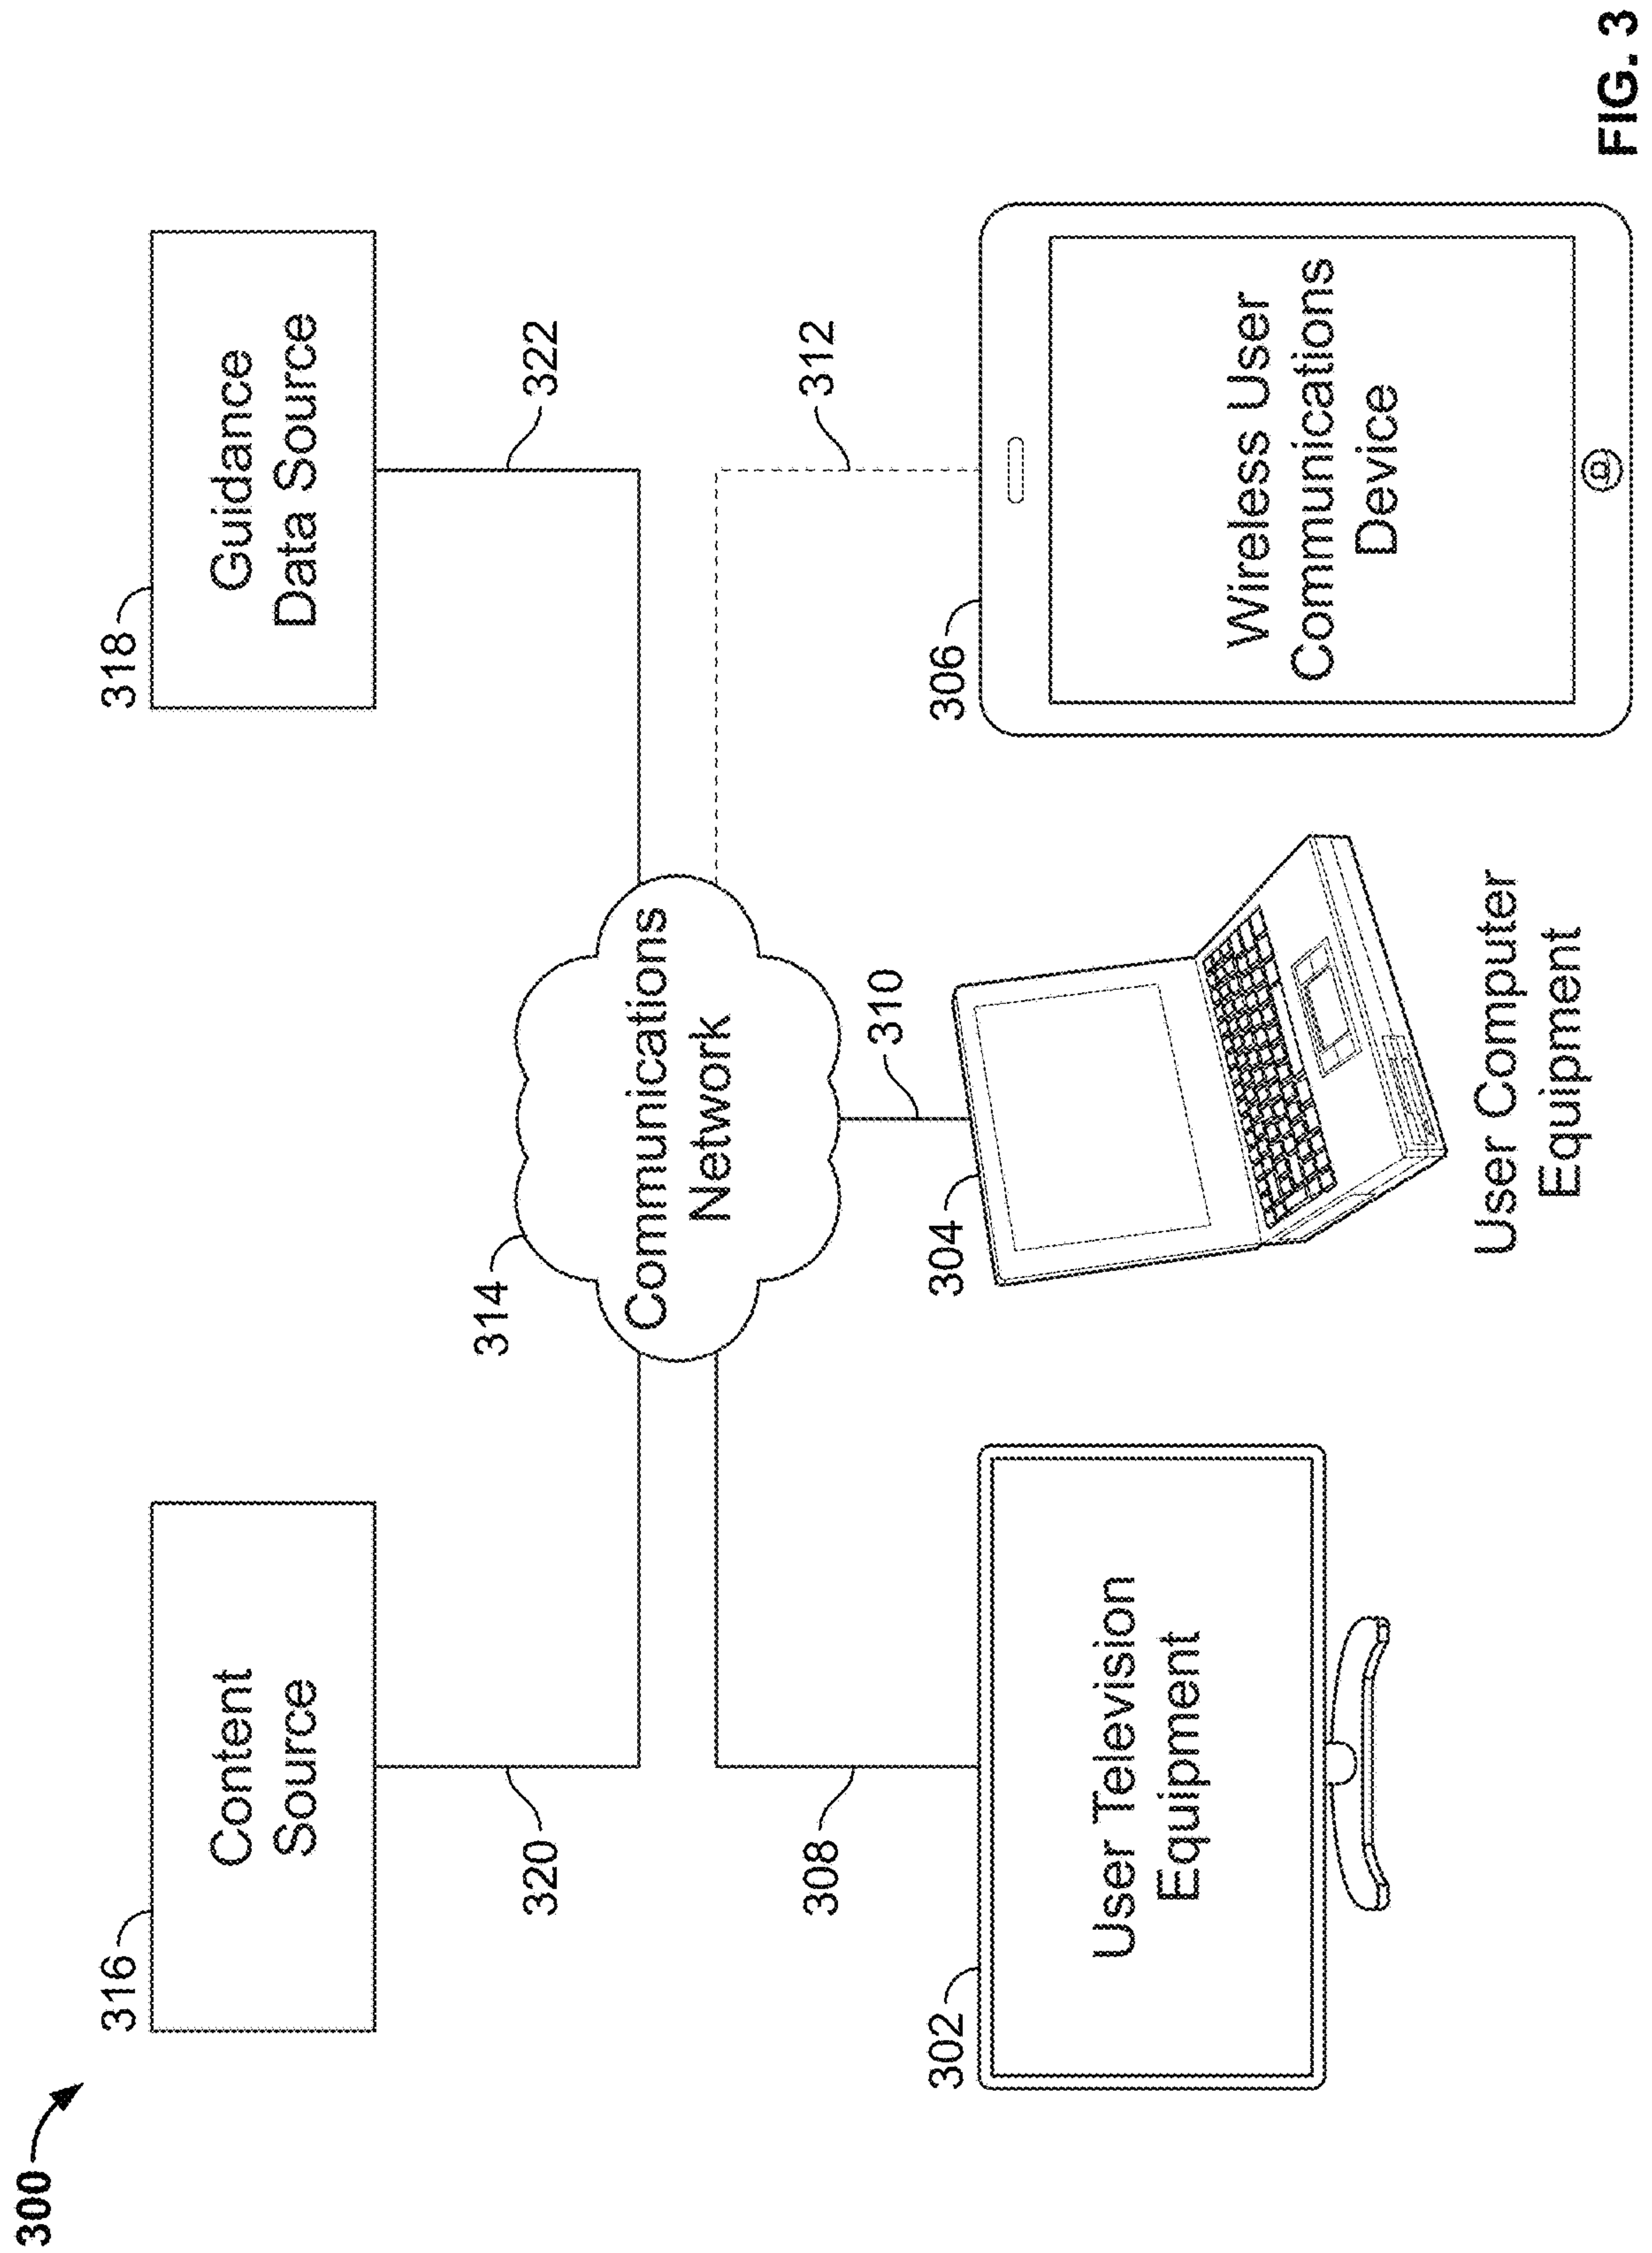 300
316
Content
Source
320
318
Guidance
Data Source
322
314
Communications
Network
308
310
312
302
User Television
Equipment
304
User Computer
Equipment
306
Wireless User
Communications
Device
FIG. 3